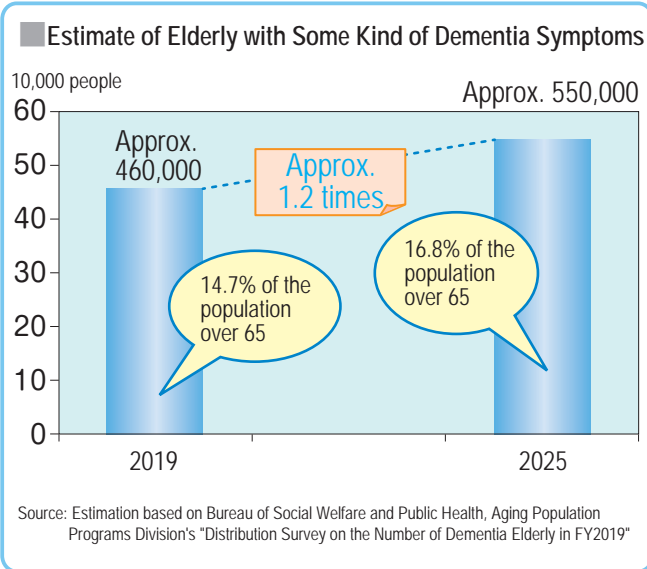 Estimate of Elderly with Some Kind of Dementia Symptoms
10,000 people
Approx. 550,000
60
50
40
30
20
10
0
Approx.
460,000
Approx.
1.2 times
14.7% of the
population
over 65
16.8% of the
population
over 65
2019
2025
Source: Estimation based on Bureau of Social Welfare and Public Health, Aging Population
Programs Division's "Distribution Survey on the Number of Dementia Elderly in FY2019"